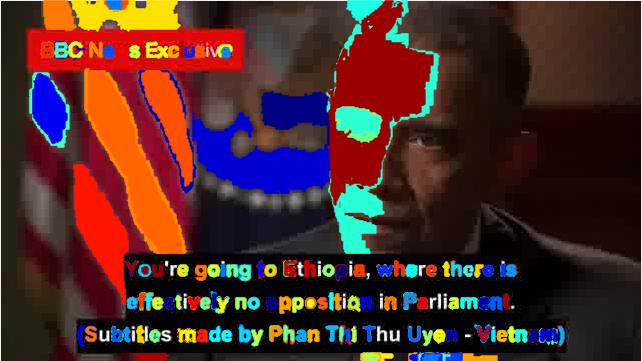 BBC News Exclusive
You're going to Ethiopia, where there is
effectively no opposition in Parliament.
(Subtitles made by Phan Thi Thu Uyen - Vietnam)